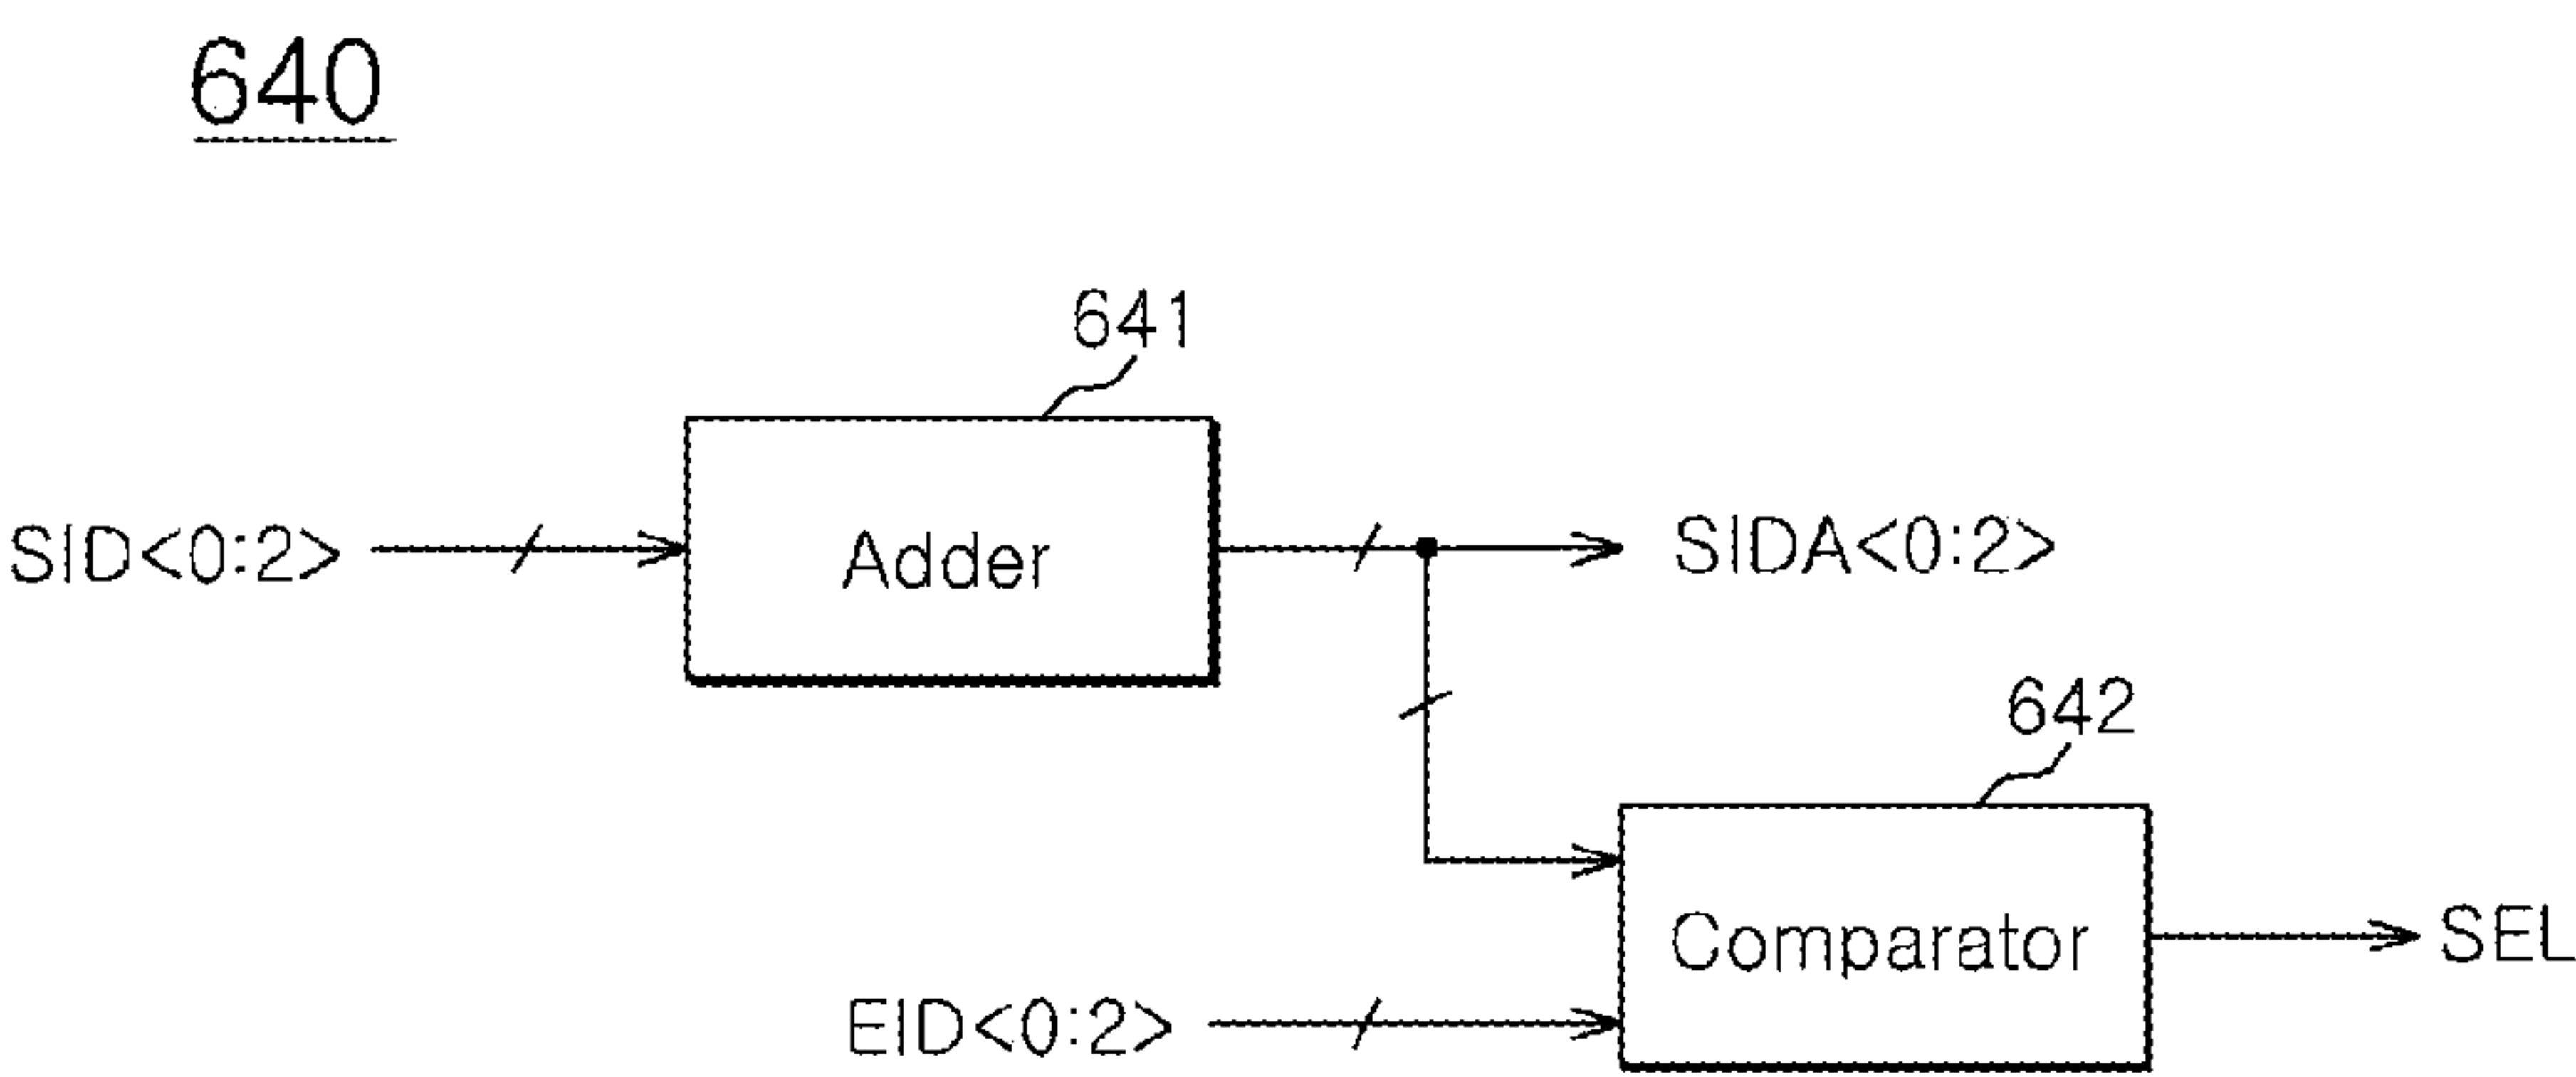 640
641
SID<0:2>
Adder
SIDA<0:2>
642
Comparator
SEL
EID<0:2>